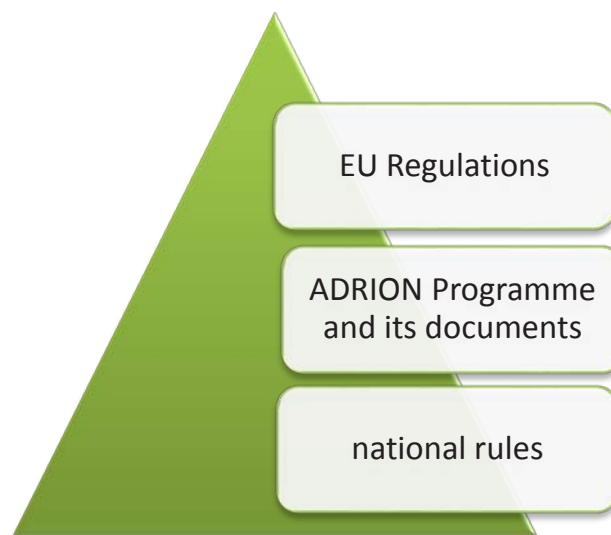 EU Regulations
ADRION Programme
and its documents
national rules